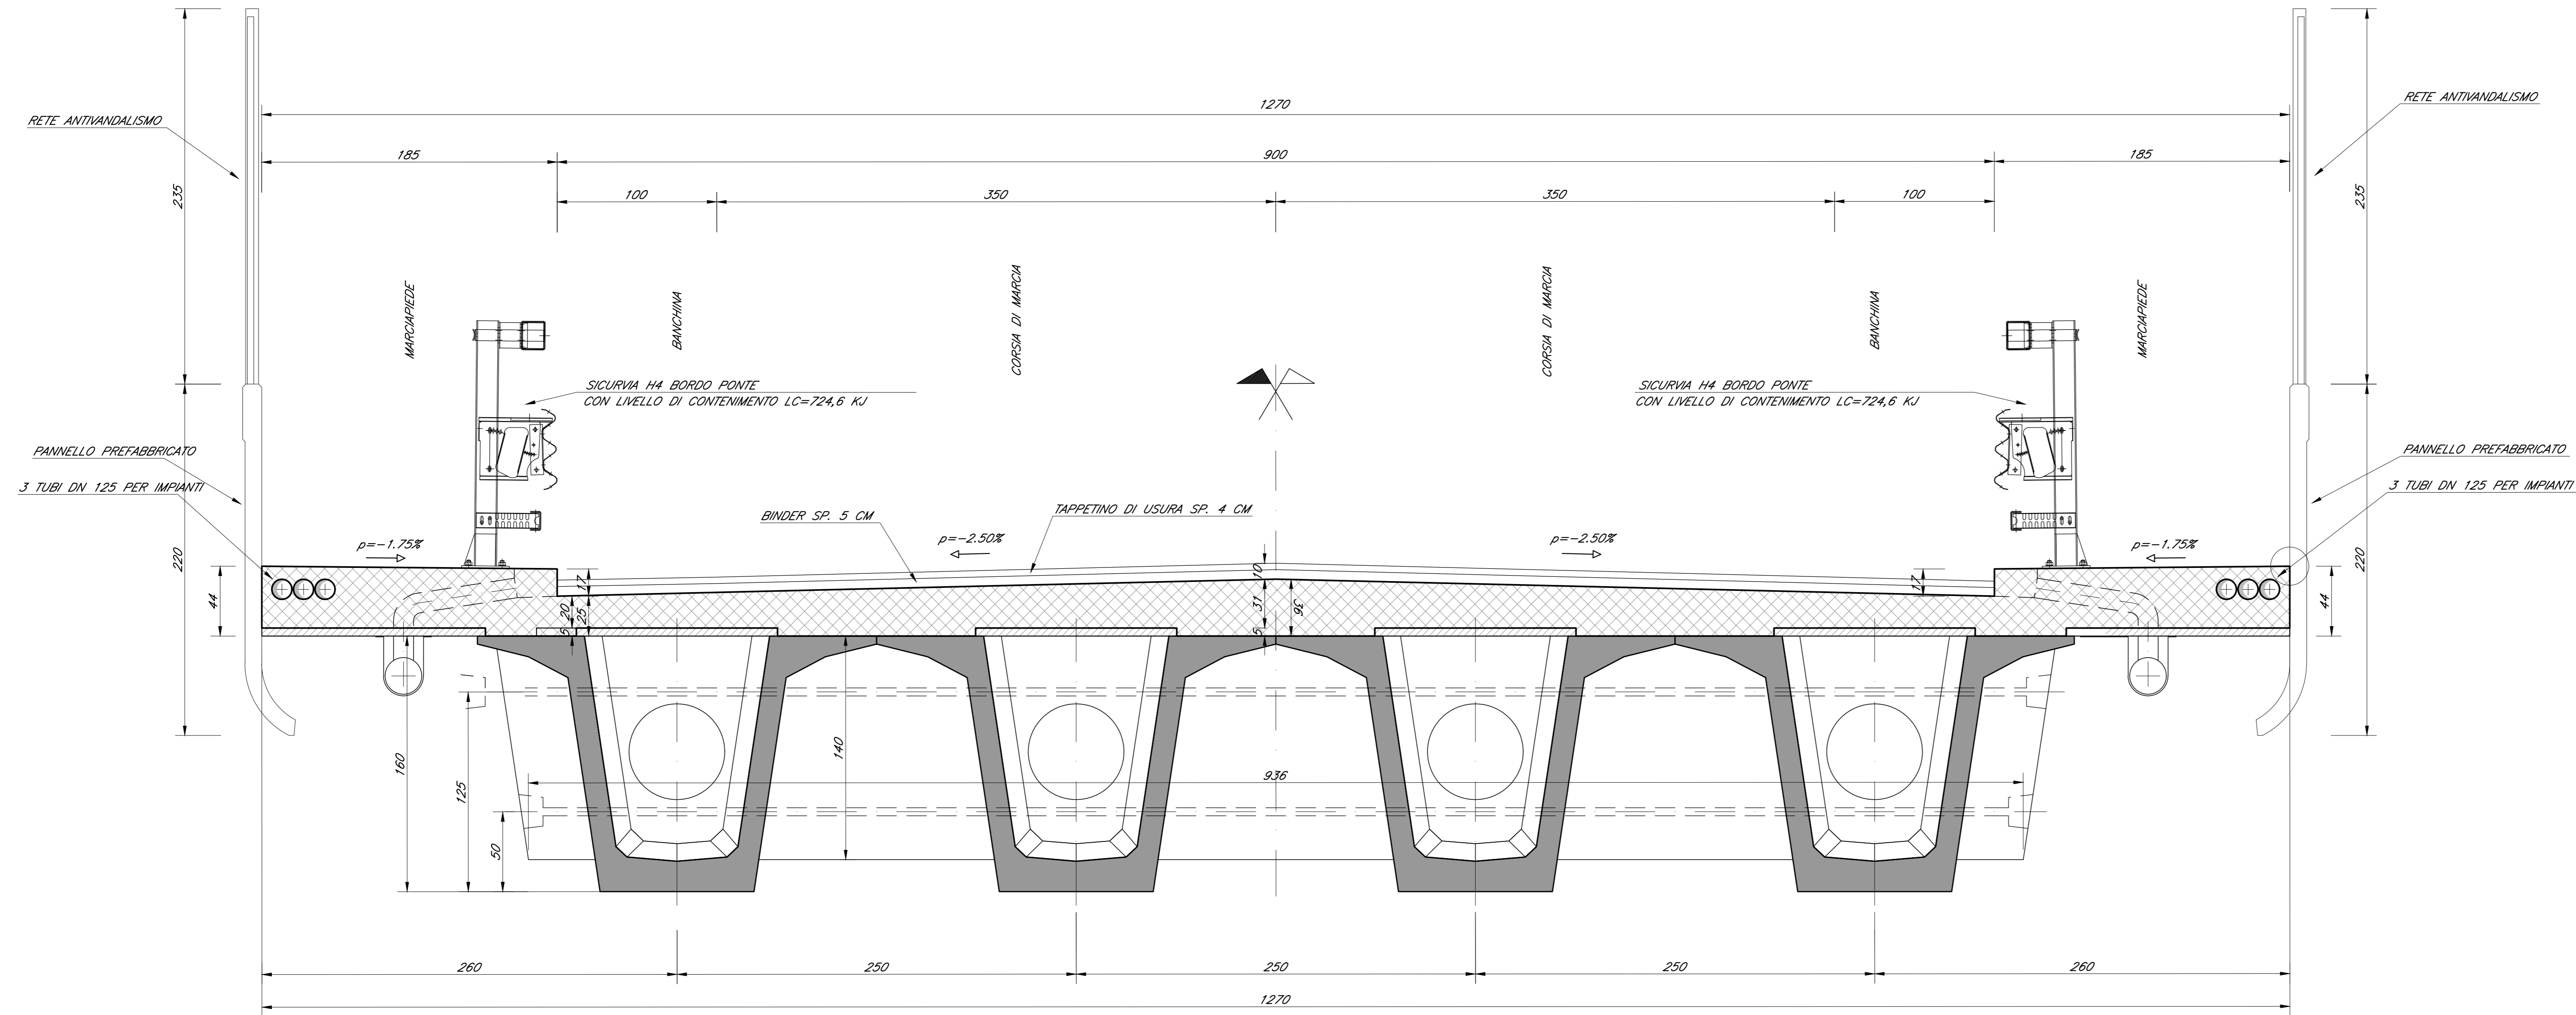 1270
RETE ANTIVANDALISMO
RETE ANTIVANDALISMO
185
900
185
235
235
100
350
350
100
MARCIAPIEDE
BANCHINA
CORSIA DI MARCIA
CORSIA DI MARCIA
BANCHINA
MARCIAPIEDE
SICURVIA H4 BORDO PONTE
CON LIVELLO DI CONTENIMENTO LC=724,6 KJ
SICURVIA H4 BORDO PONTE
CON LIVELLO DI CONTENIMENTO LC=724,6 KJ
PANNELLO PREFABBRICATO
PANNELLO PREFABBRICATO
3 TUBI DN 125 PER IMPIANTI
3 TUBI DN 125 PER IMPIANTI
BINDER SP. 5 CM
TAPPETINO DI USURA SP. 4 CM
p=-1.75%
p=-2.50%
p=-2.50%
p=-1.75%
220
220
44
17
20
25
5
10
31
36
5
17
44
160
125
50
140
936
260
250
250
250
260
1270